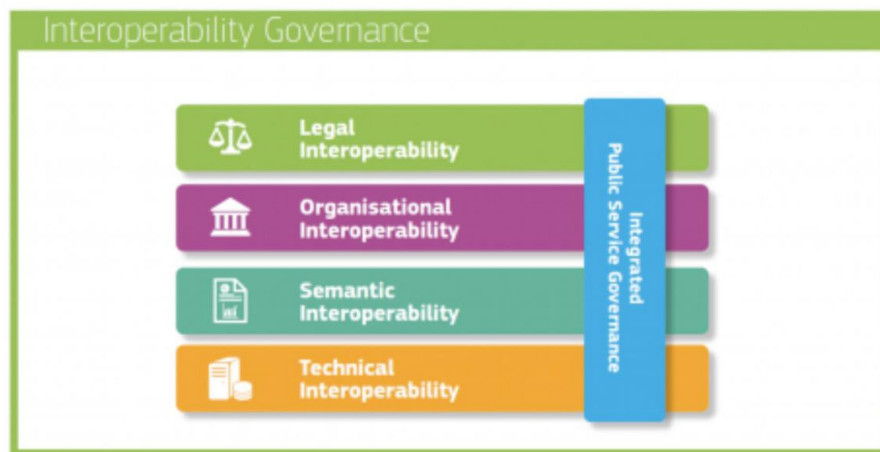 Interoperability Governance
Legal
Interoperability
Organisational
Interoperability
Semantic
Interoperability
Technical
Interoperability
Integrated
Public Service Governance